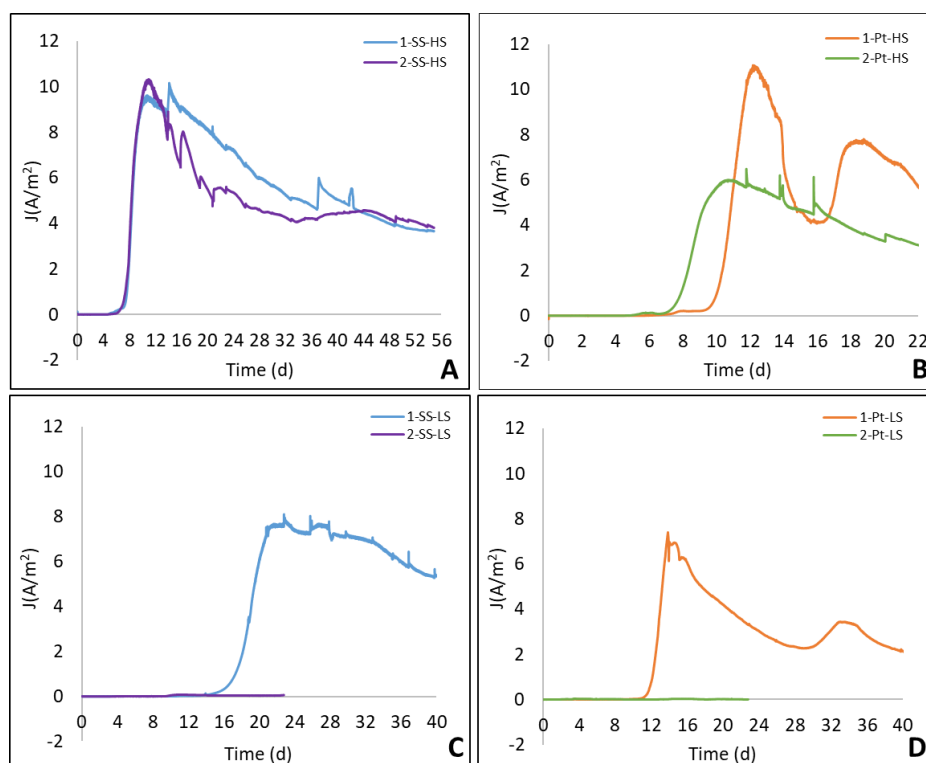 12
10
8
6
4
2
0
-2
J(A/m²)
1-SS-HS
2-SS-HS
0 4 8 12 16 20 24 28 32 36 40 44 48 52 56
Time (d)
A
12
10
8
6
4
2
0
-2
J(A/m²)
1-Pt-HS
2-Pt-HS
0 2 4 6 8 10 12 14 16 18 20 22
Time (d)
B
12
10
8
6
4
2
0
-2
J(A/m²)
1-SS-LS
2-SS-LS
0 4 8 12 16 20 24 28 32 36 40
Time (d)
C
12
10
8
6
4
2
0
-2
J(A/m²)
1-Pt-LS
2-Pt-LS
0 4 8 12 16 20 24 28 32 36 40
Time (d)
D